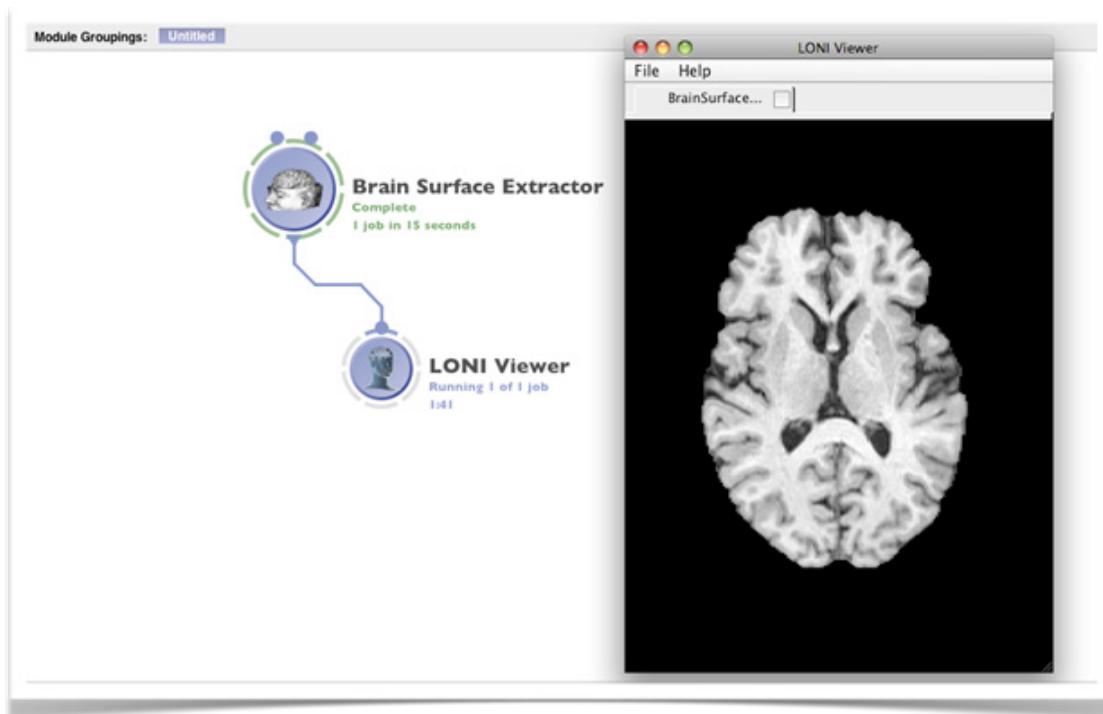 Module Groupings: Untitled
Brain Surface Extractor
Complete
1 job in 15 seconds
LONI Viewer
Running 1 of 1 job
1:41
LONI Viewer
File Help
BrainSurface...